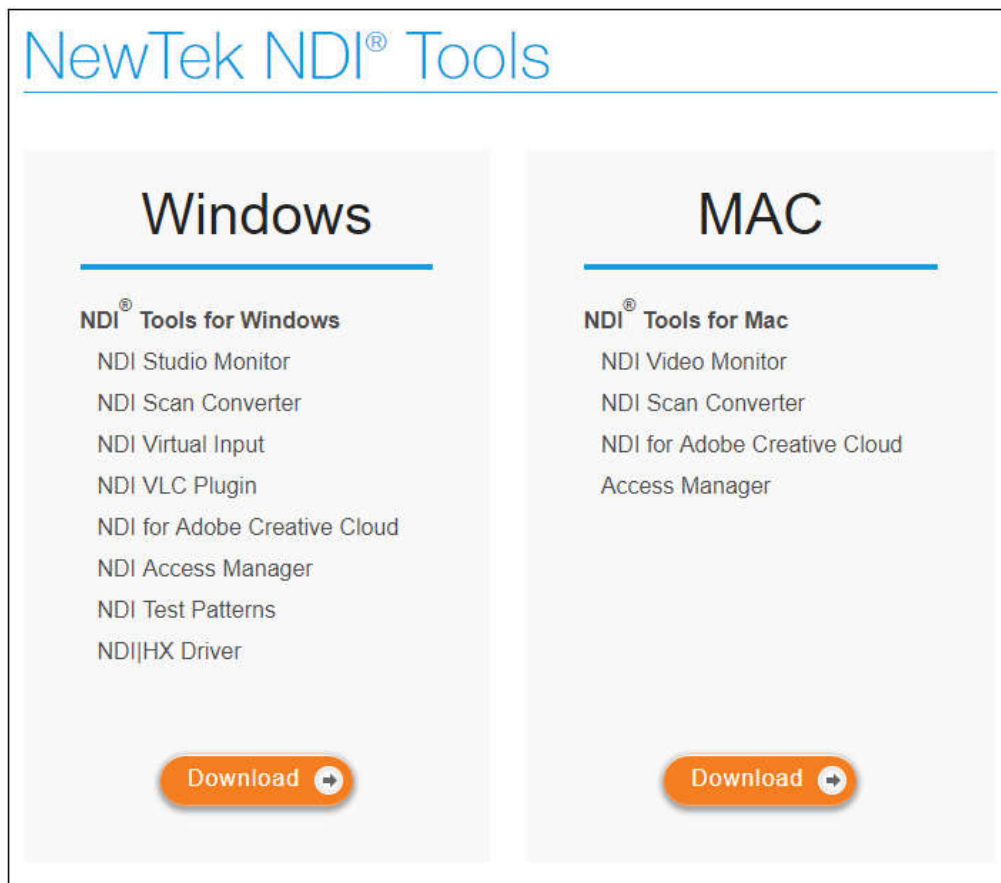 NewTek NDI® Tools
Windows
NDI® Tools for Windows
NDI Studio Monitor
NDI Scan Converter
NDI Virtual Input
NDI VLC Plugin
NDI for Adobe Creative Cloud
NDI Access Manager
NDI Test Patterns
NDI|HX Driver
Download
MAC
NDI® Tools for Mac
NDI Video Monitor
NDI Scan Converter
NDI for Adobe Creative Cloud
Access Manager
Download